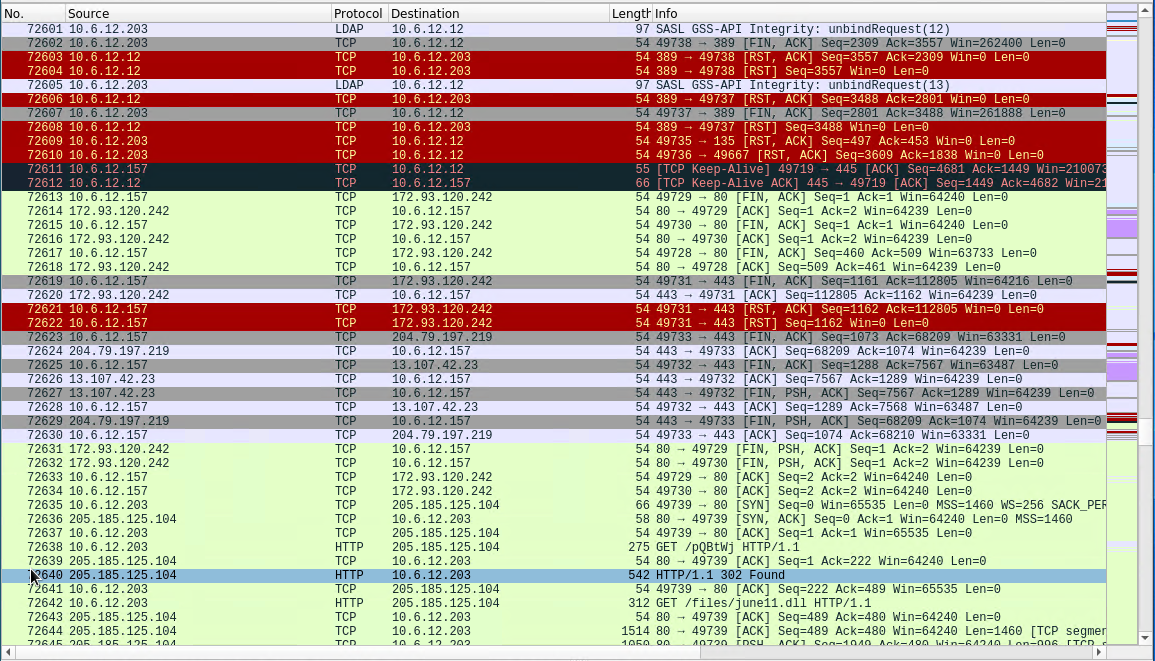 No. Source Protocol Destination Length Info
72601 10.6.12.203 LDAP 10.6.12.12 97 SASL GSS-API Integrity: unbindRequest(12)
72602 10.6.12.203 TCP 10.6.12.12 54 49738 → 389 [FIN, ACK] Seq=2309 Ack=3557 Win=262400 Len=0
72603 10.6.12.12 TCP 10.6.12.203 54 389 → 49738 [RST, ACK] Seq=3557 Ack=2309 Win=0 Len=0
72604 10.6.12.12 TCP 10.6.12.203 54 389 → 49738 [RST] Seq=3557 Win=0 Len=0
72605 10.6.12.203 LDAP 10.6.12.12 97 SASL GSS-API Integrity: unbindRequest(13)
72606 10.6.12.12 TCP 10.6.12.203 54 389 → 49737 [RST, ACK] Seq=3488 Ack=2801 Win=0 Len=0
72607 10.6.12.203 TCP 10.6.12.12 54 49737 → 389 [FIN, ACK] Seq=2801 Ack=3488 Win=261888 Len=0
72608 10.6.12.12 TCP 10.6.12.203 54 389 → 49737 [RST] Seq=3488 Win=0 Len=0
72609 10.6.12.203 TCP 10.6.12.12 54 49735 → 135 [RST, ACK] Seq=497 Ack=453 Win=0 Len=0
72610 10.6.12.203 TCP 10.6.12.12 54 49736 → 49667 [RST, ACK] Seq=3609 Ack=1838 Win=0 Len=0
72611 10.6.12.157 TCP 10.6.12.12 55 [TCP Keep-Alive] 49719 → 445 [ACK] Seq=4681 Ack=1449 Win=210073
72612 10.6.12.12 TCP 10.6.12.157 66 [TCP Keep-Alive ACK] 445 → 49719 [ACK] Seq=1449 Ack=4682 Win=21
72613 10.6.12.157 TCP 172.93.120.242 54 49729 → 80 [FIN, ACK] Seq=1 Ack=1 Win=64240 Len=0
72614 172.93.120.242 TCP 10.6.12.157 54 80 → 49729 [ACK] Seq=1 Ack=2 Win=64239 Len=0
72615 10.6.12.157 TCP 172.93.120.242 54 49730 → 80 [FIN, ACK] Seq=1 Ack=1 Win=64240 Len=0
72616 172.93.120.242 TCP 10.6.12.157 54 80 → 49730 [ACK] Seq=1 Ack=2 Win=64239 Len=0
72617 10.6.12.157 TCP 172.93.120.242 54 49728 → 80 [FIN, ACK] Seq=460 Ack=509 Win=63733 Len=0
72618 172.93.120.242 TCP 10.6.12.157 54 80 → 49728 [ACK] Seq=509 Ack=461 Win=64239 Len=0
72619 10.6.12.157 TCP 172.93.120.242 54 49731 → 443 [FIN, ACK] Seq=1161 Ack=112805 Win=64216 Len=0
72620 172.93.120.242 TCP 10.6.12.157 54 443 → 49731 [ACK] Seq=112805 Ack=1162 Win=64239 Len=0
72621 10.6.12.157 TCP 172.93.120.242 54 49731 → 443 [RST] Seq=1162 Ack=112805 Win=0 Len=0
72622 10.6.12.157 TCP 172.93.120.242 54 49731 → 443 [RST] Seq=1162 Win=0 Len=0
72623 10.6.12.157 TCP 204.79.197.219 54 49733 → 443 [FIN, ACK] Seq=1073 Ack=68209 Win=63331 Len=0
72624 204.79.197.219 TCP 10.6.12.157 54 443 → 49733 [ACK] Seq=68209 Ack=1074 Win=64239 Len=0
72625 10.6.12.157 TCP 13.107.42.23 54 49732 → 443 [FIN, ACK] Seq=1288 Ack=7567 Win=63487 Len=0
72626 13.107.42.23 TCP 10.6.12.157 54 443 → 49732 [ACK] Seq=7567 Ack=1289 Win=64239 Len=0
72627 13.107.42.23 TCP 10.6.12.157 54 443 → 49732 [FIN, PSH, ACK] Seq=7567 Ack=1289 Win=64239 Len=0
72628 10.6.12.157 TCP 13.107.42.23 54 49732 → 443 [ACK] Seq=1289 Ack=7568 Win=63487 Len=0
72629 204.79.197.219 TCP 10.6.12.157 54 443 → 49733 [FIN, PSH, ACK] Seq=68209 Ack=1074 Win=64239 Len=0
72630 10.6.12.157 TCP 204.79.197.219 54 49733 → 443 [ACK] Seq=1074 Ack=68210 Win=63331 Len=0
72631 172.93.120.242 TCP 10.6.12.157 54 80 → 49729 [FIN, PSH, ACK] Seq=1 Ack=2 Win=64239 Len=0
72632 172.93.120.242 TCP 10.6.12.157 54 80 → 49730 [FIN, PSH, ACK] Seq=1 Ack=2 Win=64239 Len=0
72633 10.6.12.157 TCP 172.93.120.242 54 49729 → 80 [ACK] Seq=2 Ack=2 Win=64240 Len=0
72634 10.6.12.157 TCP 172.93.120.242 54 49730 → 80 [ACK] Seq=2 Ack=2 Win=64240 Len=0
72635 10.6.12.203 TCP 205.185.125.104 66 49739 → 80 [SYN] Seq=0 Win=65535 Len=0 MSS=1460 WS=256 SACK_PER
72636 205.185.125.104 TCP 10.6.12.203 58 80 → 49739 [SYN, ACK] Seq=0 Ack=1 Win=64240 Len=0 MSS=1460
72637 10.6.12.203 TCP 205.185.125.104 54 49739 → 80 [ACK] Seq=1 Ack=1 Win=65535 Len=0
72638 10.6.12.203 HTTP 205.185.125.104 275 GET /pQBtWj HTTP/1.1
72639 205.185.125.104 TCP 10.6.12.203 54 80 → 49739 [ACK] Seq=1 Ack=222 Win=64240 Len=0
2640 205.185.125.104 HTTP 10.6.12.203 542 HTTP/1.1 302 Found
72641 10.6.12.203 TCP 205.185.125.104 54 49739 → 80 [ACK] Seq=222 Ack=489 Win=65535 Len=0
72642 10.6.12.203 HTTP 205.185.125.104 312 GET /files/june11.dll HTTP/1.1
72643 205.185.125.104 TCP 10.6.12.203 54 80 → 49739 [ACK] Seq=489 Ack=480 Win=64240 Len=0
72644 205.185.125.104 TCP 10.6.12.203 1514 80 → 49739 [ACK] Seq=489 Ack=480 Win=64240 Len=1460 [TCP segmer